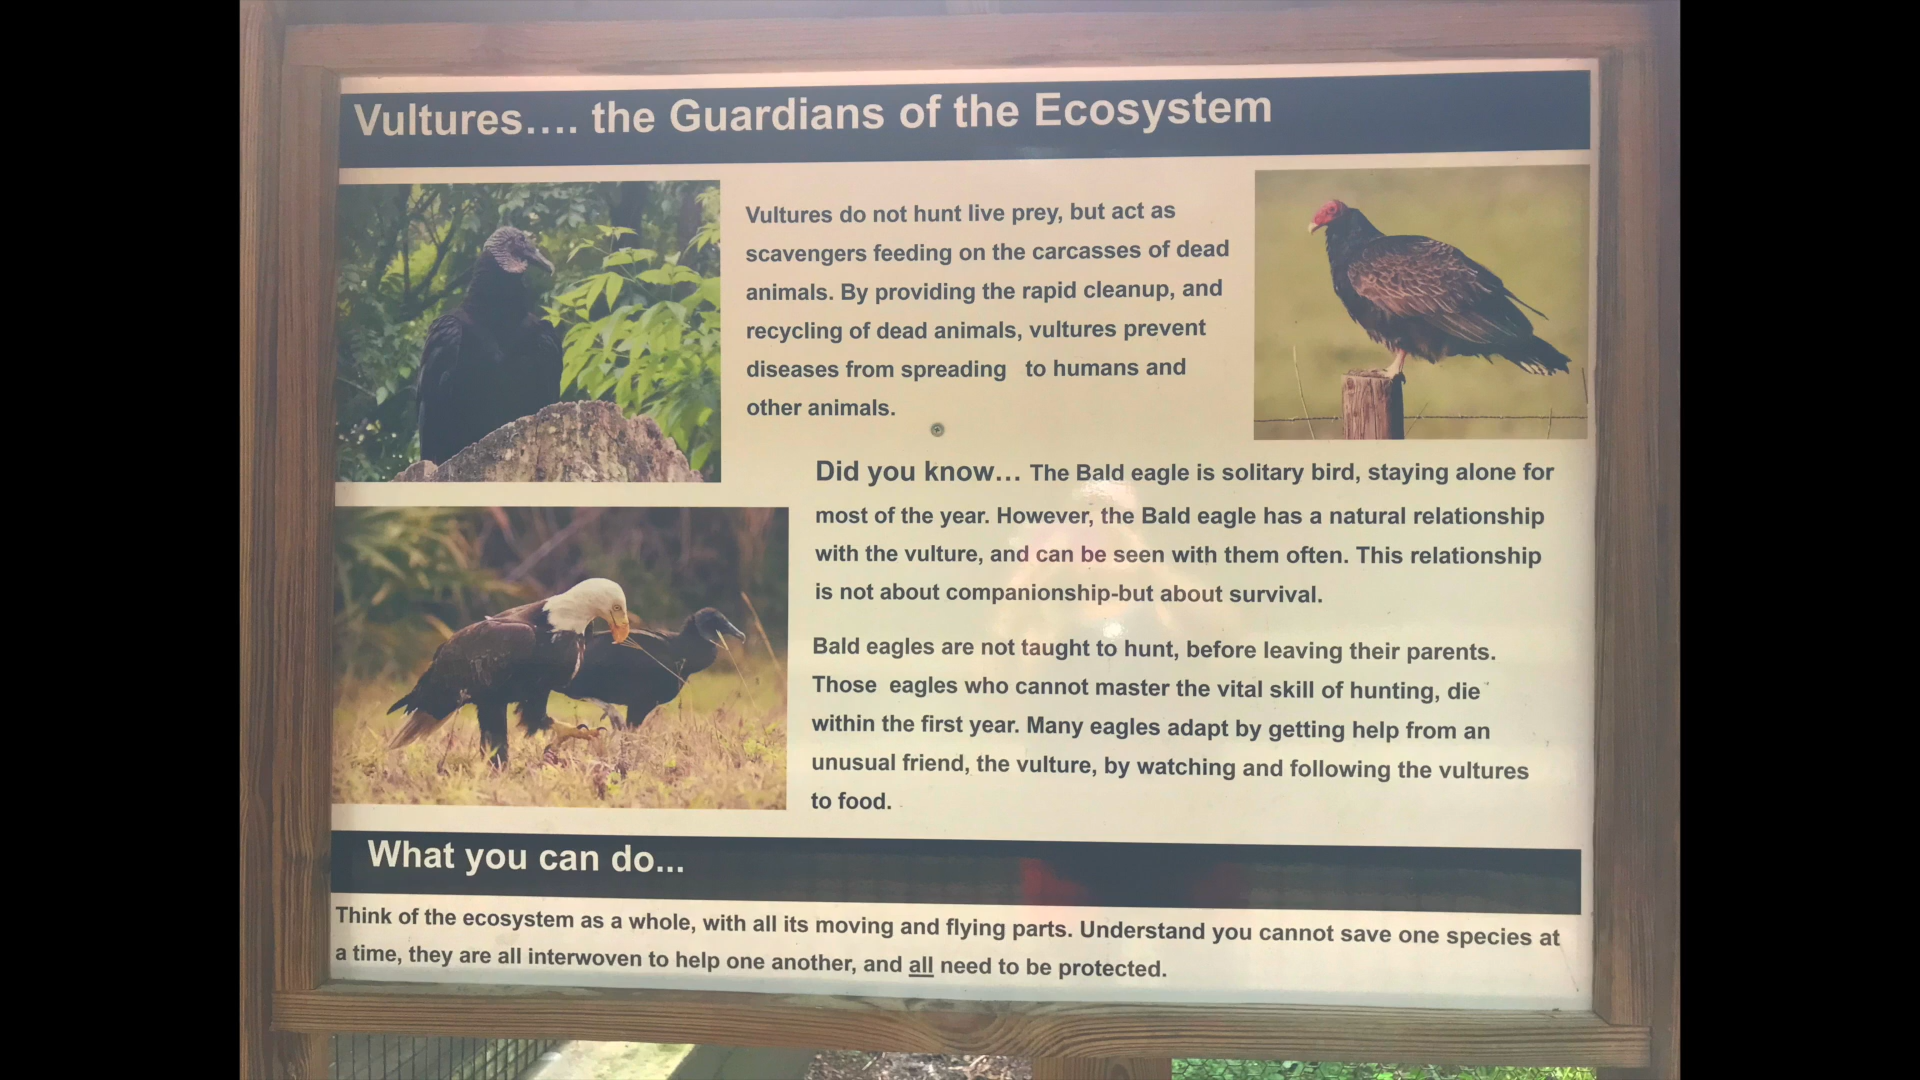 Vultures.... the Guardians of the Ecosystem
Vultures do not hunt live prey, but act as
scavengers feeding on the carcasses of dead
animals. By providing the rapid cleanup, and
recycling of dead animals, vultures prevent
diseases from spreading to humans and
other animals.
Did you know... The Bald eagle is solitary bird, staying alone for
most of the year. However, the Bald eagle has a natural relationship
with the vulture, and can be seen with them often. This relationship
is not about companionship-but about survival.
Bald eagles are not taught to hunt, before leaving their parents.
Those eagles who cannot master the vital skill of hunting, die
within the first year. Many eagles adapt by getting help from an
unusual friend, the vulture, by watching and following the vultures
to food.
What you can do...
Think of the ecosystem as a whole, with all its moving and flying parts. Understand you cannot save one species at
a time, they are all interwoven to help one another, and all need to be protected.